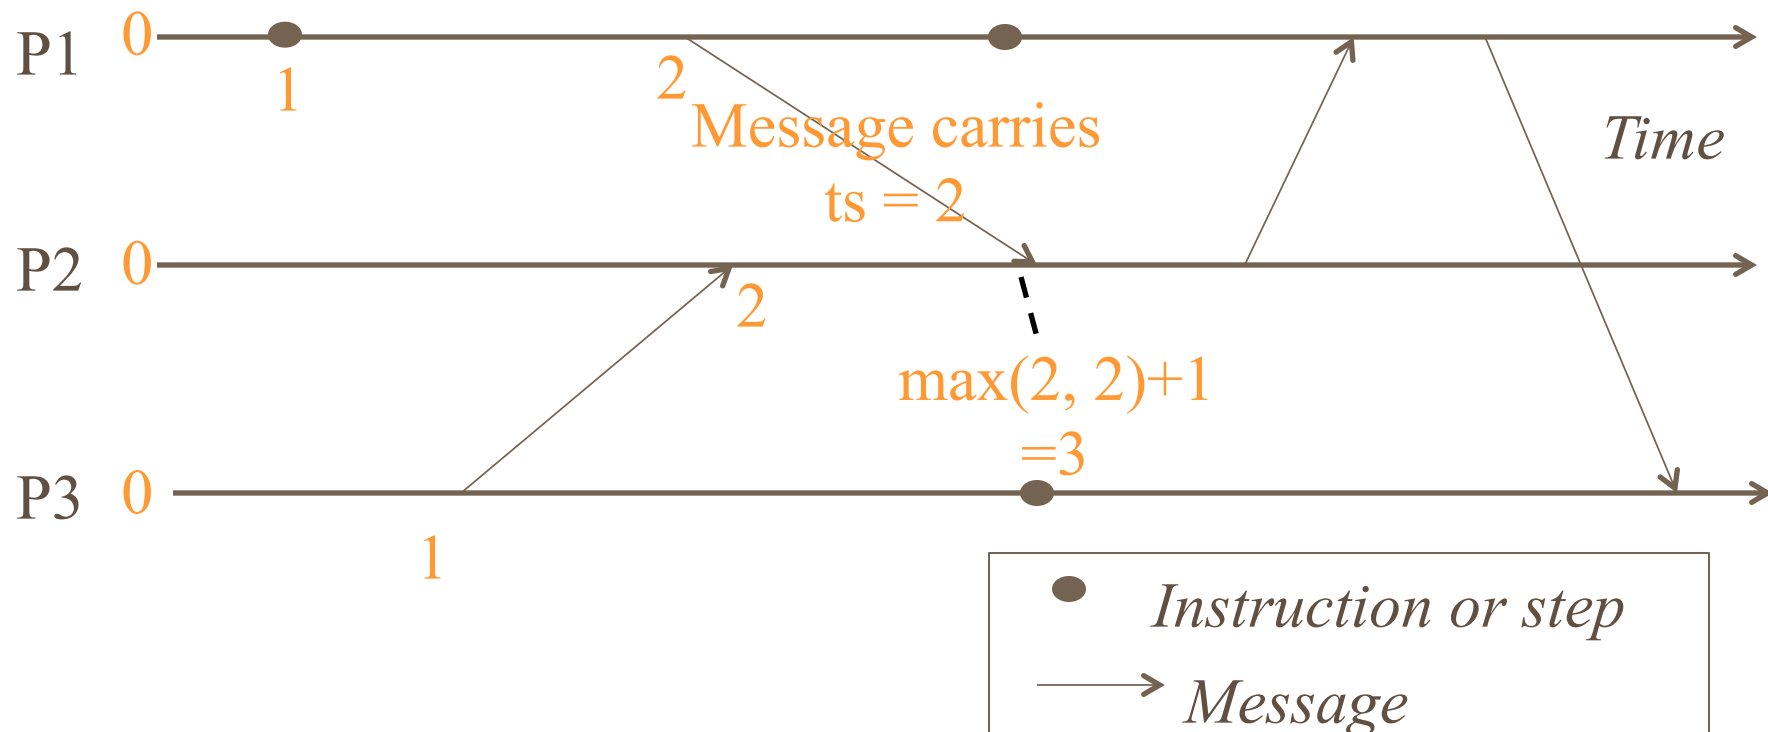 P1 0
1
2
Message carries
ts = 2
Time
P2 0
2
max(2, 2)+1
=3
P3 0
1
Instruction or step
Message